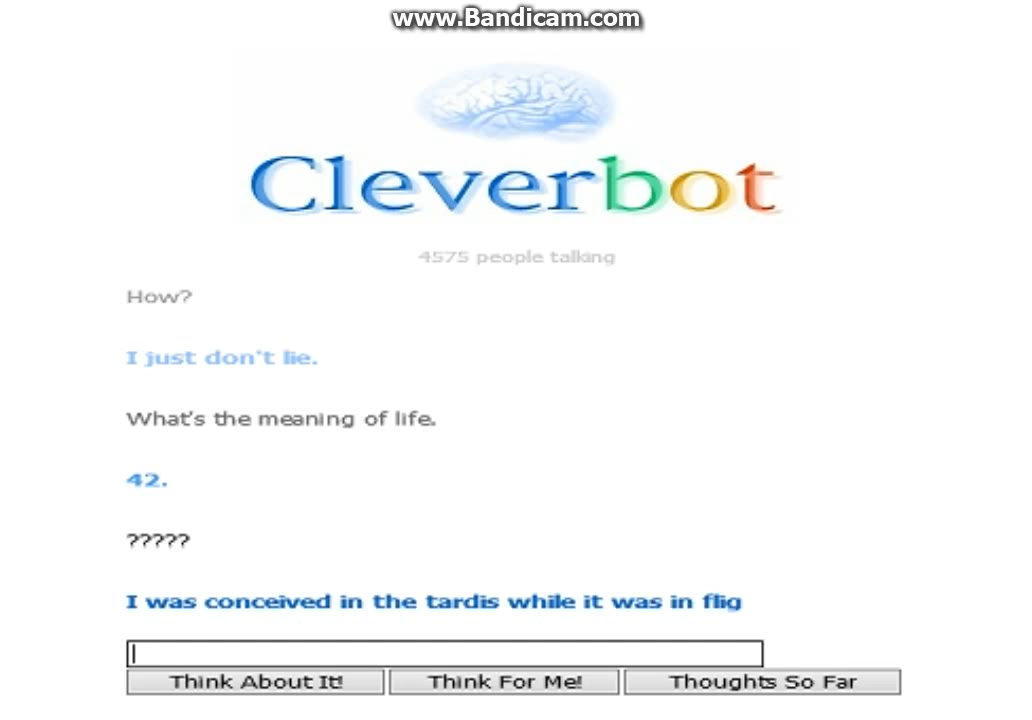 www.Bandicam.com
Cleverbot
4575 people talking
How?
I just don't lie.
What's the meaning of life.
42.
?????
I was conceived in the tardis while it was in flig
Think About It! Think For Me! Thoughts So Far